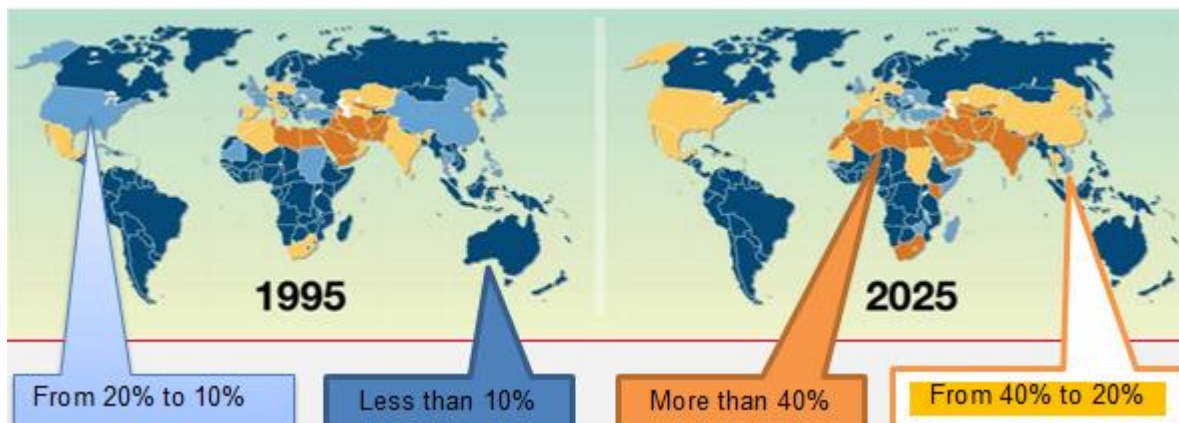 1995
2025
From 20% to 10%
Less than 10%
More than 40%
From 40% to 20%